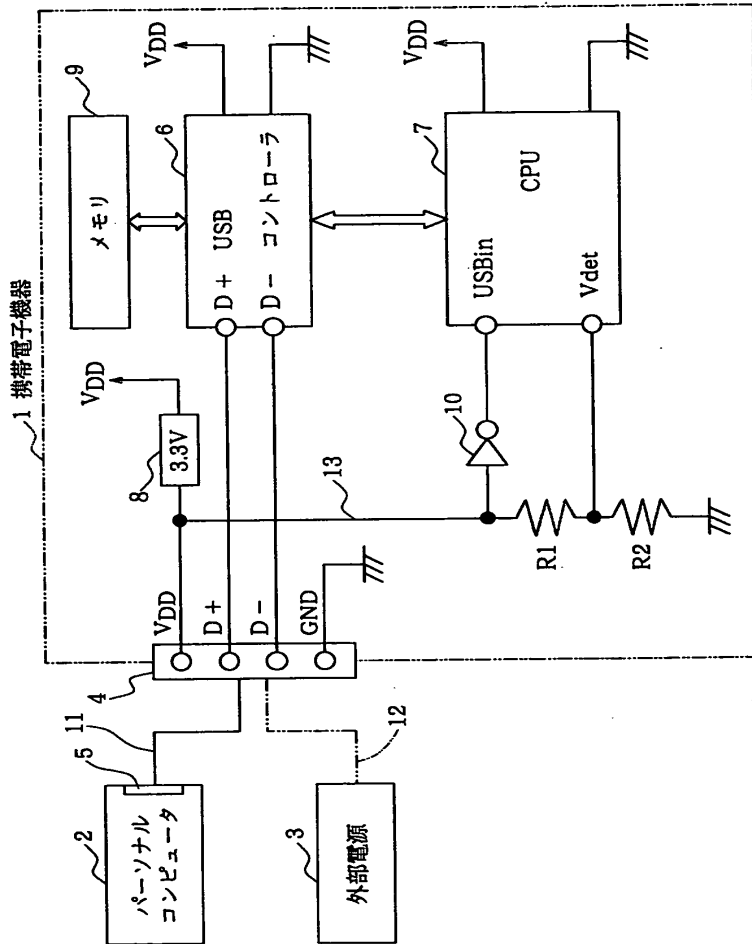 1 携帯電子機器
2
パーソナル
コンピュータ
5
11
3
外部電源
12
4
VDD
D+
D-
GND
8
3.3V
VDD
13
メモリ
9
6
D+ USB
D- コントローラ
VDD
10
7
USBin
CPU
Vdet
VDD
R1
R2